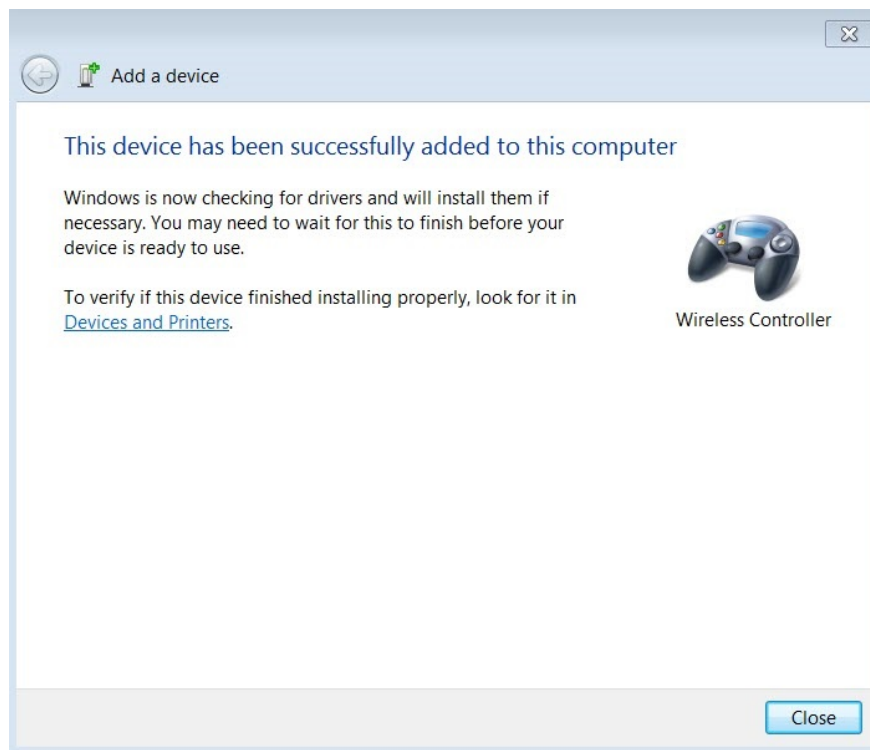 Add a device
This device has been successfully added to this computer
Windows is now checking for drivers and will install them if
necessary. You may need to wait for this to finish before your
device is ready to use.
To verify if this device finished installing properly, look for it in
Devices and Printers.
Wireless Controller
Close